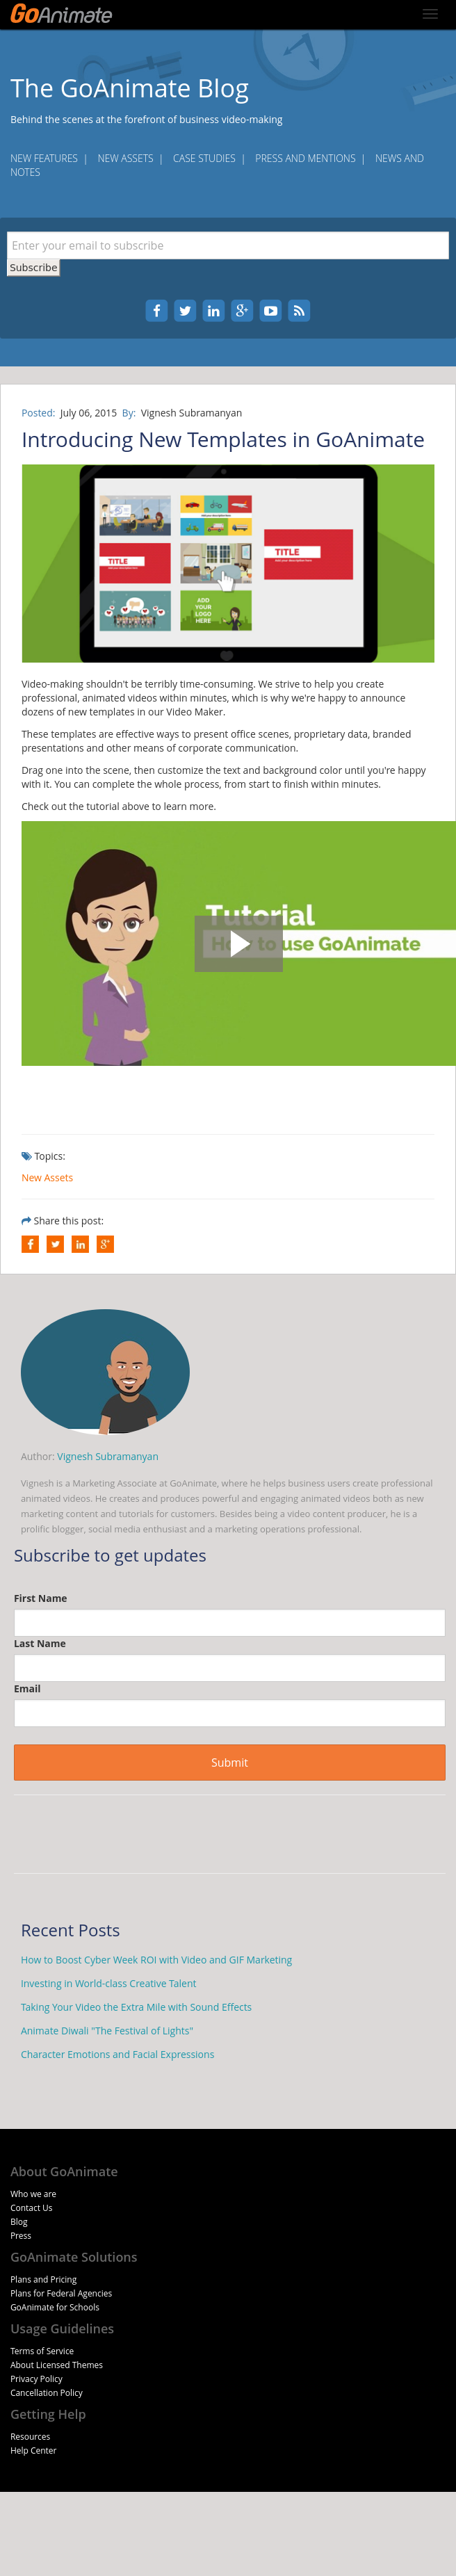 GoAnimate
The GoAnimate Blog
Behind the scenes at the forefront of business video-making
NEW FEATURES | NEW ASSETS | CASE STUDIES | PRESS AND MENTIONS | NEWS AND
NOTES
Enter your email to subscribe
Subscribe
Posted: July 06, 2015 By: Vignesh Subramanyan
Introducing New Templates in GoAnimate
TITLE
TITLE
TITLE
ADD
YOUR
LOGO
HERE
Video-making shouldn't be terribly time-consuming. We strive to help you create
professional, animated videos within minutes, which is why we're happy to announce
dozens of new templates in our Video Maker.
These templates are effective ways to present office scenes, proprietary data, branded
presentations and other means of corporate communication.
Drag one into the scene, then customize the text and background color until you're happy
with it. You can complete the whole process, from start to finish within minutes.
Check out the tutorial above to learn more.
Tutorial
How to use GoAnimate
Topics:
New Assets
Share this post:
Author: Vignesh Subramanyan
Vignesh is a Marketing Associate at GoAnimate, where he helps business users create professional
animated videos. He creates and produces powerful and engaging animated videos both as new
marketing content and tutorials for customers. Besides being a video content producer, he is a
prolific blogger, social media enthusiast and a marketing operations professional.
Subscribe to get updates
First Name
Last Name
Email
Submit
Recent Posts
How to Boost Cyber Week ROI with Video and GIF Marketing
Investing in World-class Creative Talent
Taking Your Video the Extra Mile with Sound Effects
Animate Diwali "The Festival of Lights"
Character Emotions and Facial Expressions
About GoAnimate
Who we are
Contact Us
Blog
Press
GoAnimate Solutions
Plans and Pricing
Plans for Federal Agencies
GoAnimate for Schools
Usage Guidelines
Terms of Service
About Licensed Themes
Privacy Policy
Cancellation Policy
Getting Help
Resources
Help Center